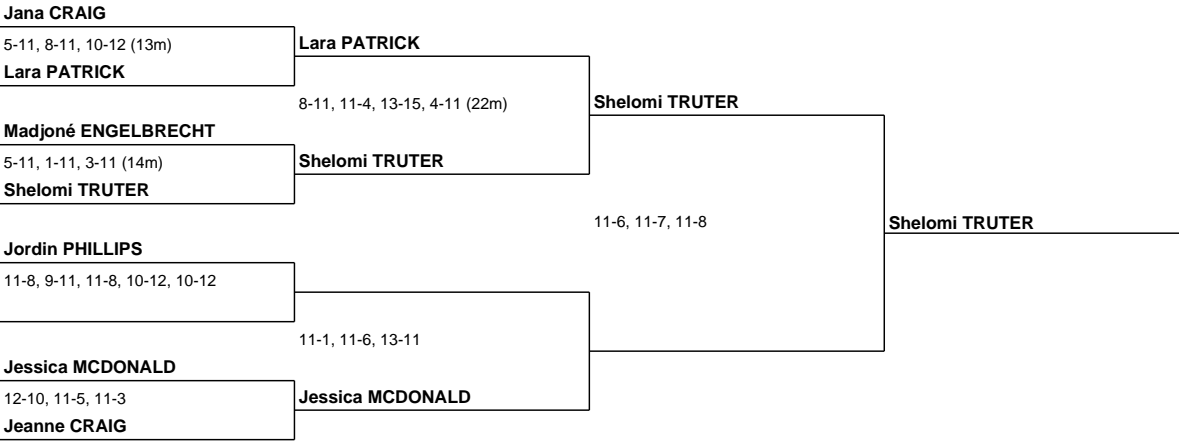 Jana CRAIG
5-11, 8-11, 10-12 (13m)
Lara PATRICK
Lara PATRICK
8-11, 11-4, 13-15, 4-11 (22m)
Shelomi TRUTER
Madjoné ENGELBRECHT
5-11, 1-11, 3-11 (14m)
Shelomi TRUTER
Shelomi TRUTER
11-6, 11-7, 11-8
Shelomi TRUTER
Jordin PHILLIPS
11-8, 9-11, 11-8, 10-12, 10-12
11-1, 11-6, 13-11
Jessica MCDONALD
12-10, 11-5, 11-3
Jeanne CRAIG
Jessica MCDONALD